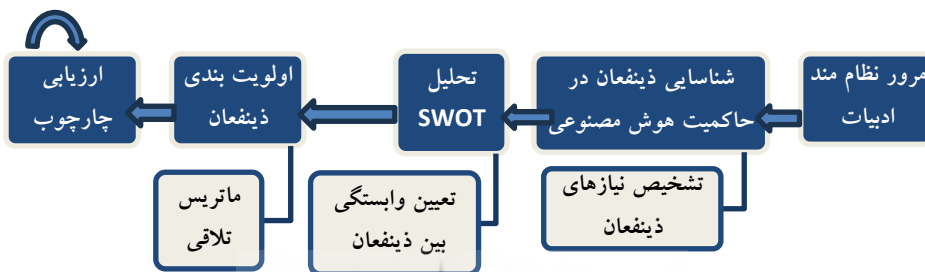 مرور نظام مند
ادبیات
شناسایی ذینفعان در
حاکمیت هوش مصنوعی
تشخیص نیازهای
ذینفعان
تحلیل
SWOT
تعیین وابستگی
بین ذینفعان
اولویت بندی
ذینفعان
ماتریس
تلاقی
ارزیابی
چارچوب